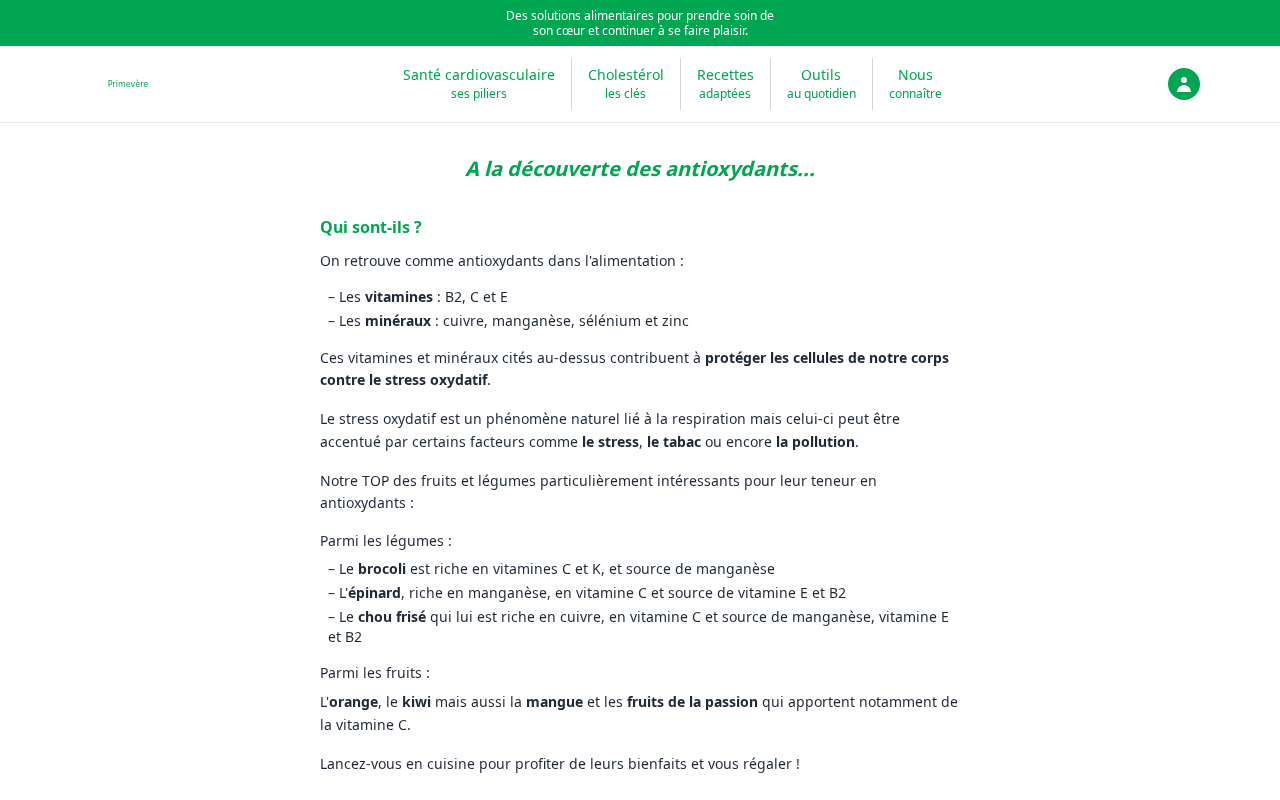 Des solutions alimentaires pour prendre soin de
son cœur et continuer à se faire plaisir.
Primevère
Santé cardiovasculaire
ses piliers
Cholestérol
les clés
Recettes
adaptées
Outils
au quotidien
Nous
connaître
A la découverte des antioxydants...
Qui sont-ils ?
On retrouve comme antioxydants dans l'alimentation :
– Les vitamines : B2, C et E
– Les minéraux : cuivre, manganèse, sélénium et zinc
Ces vitamines et minéraux cités au-dessus contribuent à protéger les cellules de notre corps
contre le stress oxydatif.
Le stress oxydatif est un phénomène naturel lié à la respiration mais celui-ci peut être
accentué par certains facteurs comme le stress, le tabac ou encore la pollution.
Notre TOP des fruits et légumes particulièrement intéressants pour leur teneur en
antioxydants :
Parmi les légumes :
– Le brocoli est riche en vitamines C et K, et source de manganèse
– L'épinard, riche en manganèse, en vitamine C et source de vitamine E et B2
– Le chou frisé qui lui est riche en cuivre, en vitamine C et source de manganèse, vitamine E
et B2
Parmi les fruits :
L'orange, le kiwi mais aussi la mangue et les fruits de la passion qui apportent notamment de
la vitamine C.
Lancez-vous en cuisine pour profiter de leurs bienfaits et vous régaler !